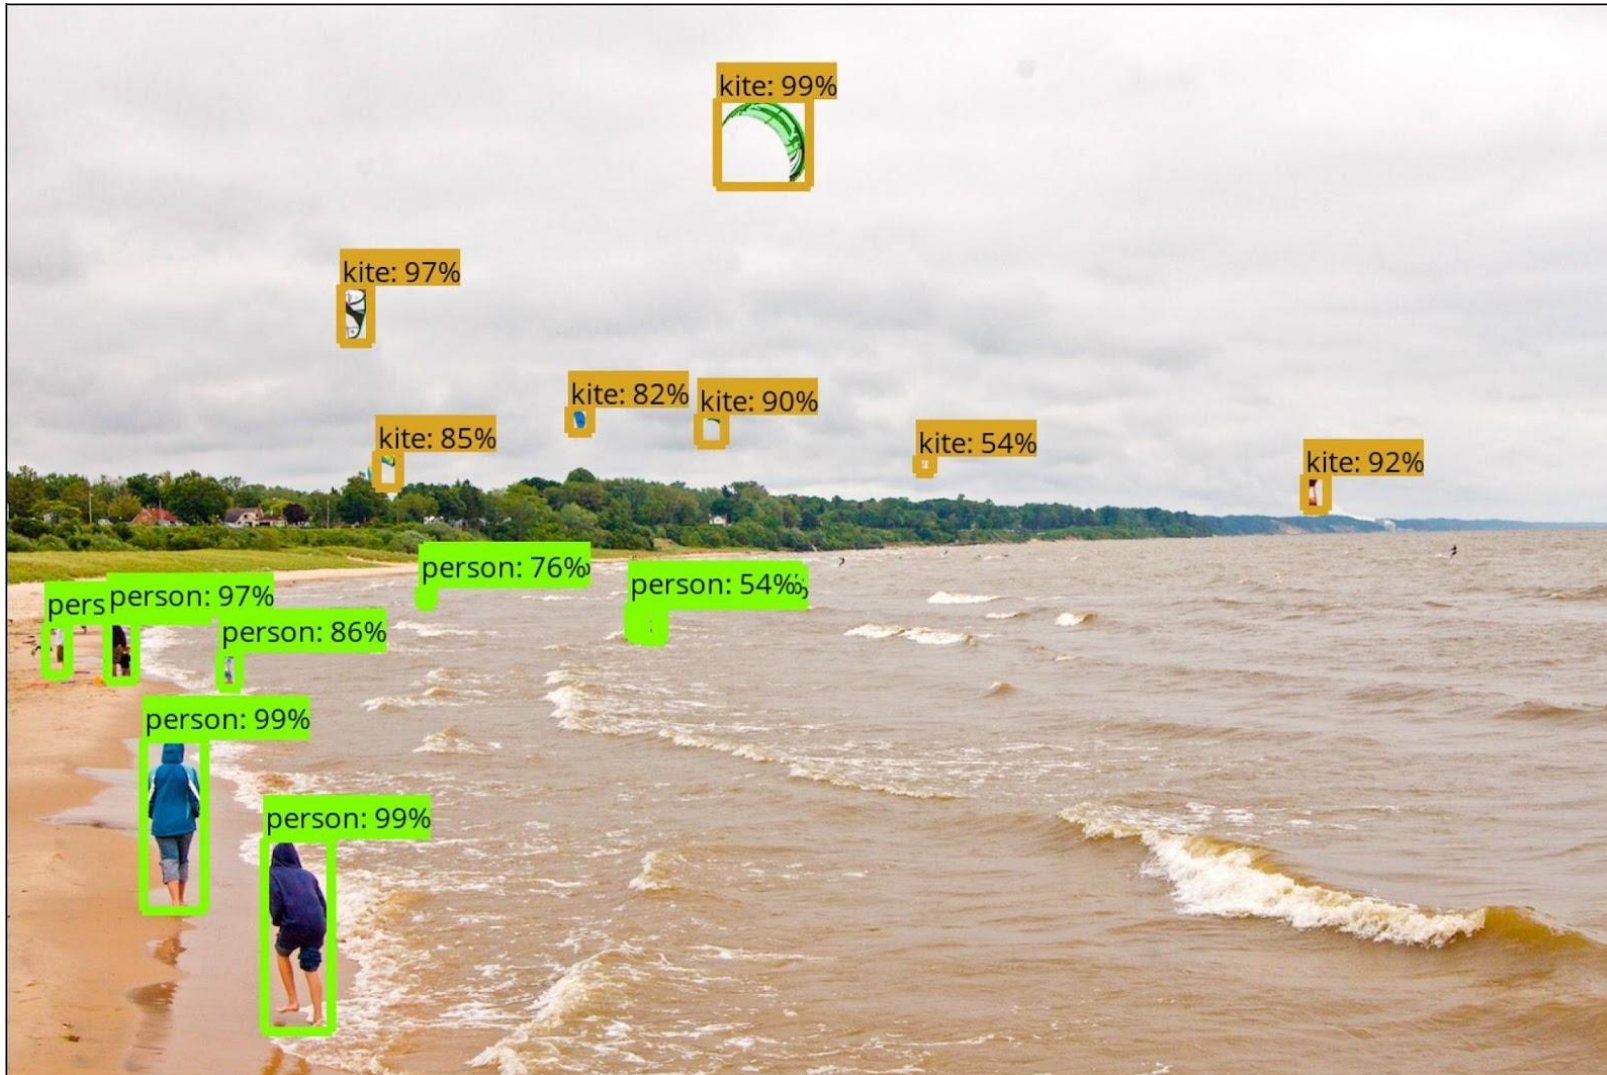 kite: 99%
kite: 97%
kite: 82%
kite: 90%
kite: 85%
kite: 54%
kite: 92%
person: 76%
person: 54%
pers
person: 97%
person: 86%
person: 99%
person: 99%